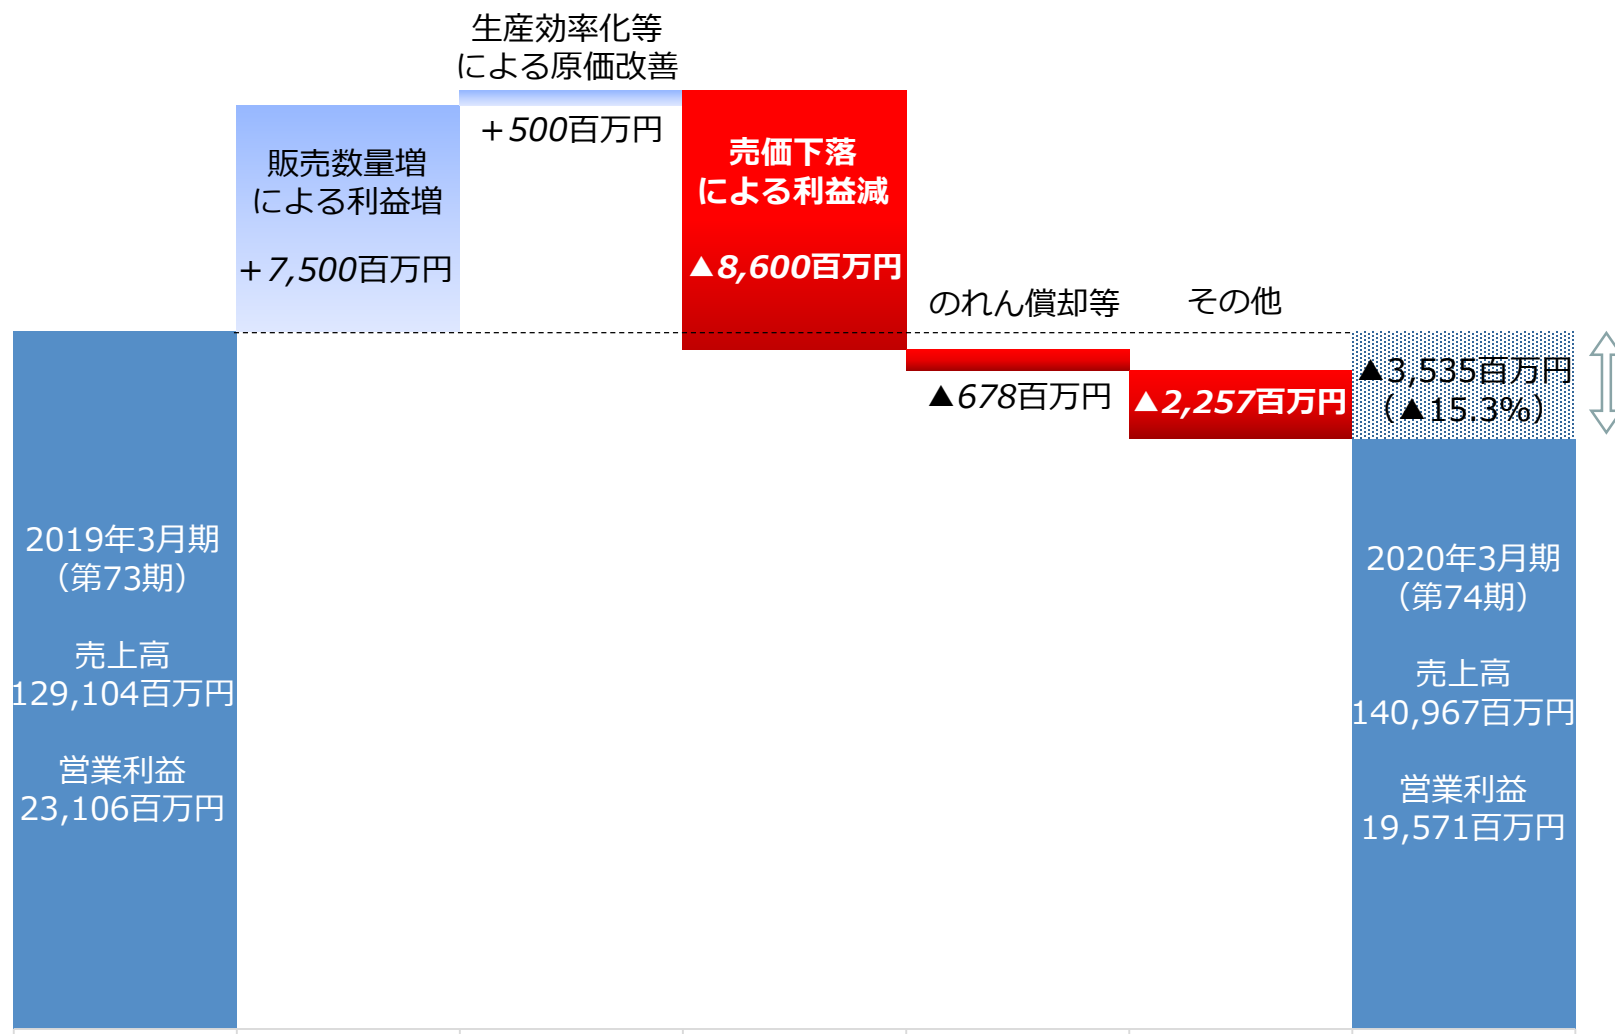 生産効率化等
による原価改善
+500百万円
販売数量増
による利益増
+7,500百万円
売価下落
による利益減
▲8,600百万円
のれん償却等
▲678百万円
その他
▲2,257百万円
▲3,535百万円
（▲15.3%）
2019年3月期
（第73期）
売上高
129,104百万円
営業利益
23,106百万円
2020年3月期
（第74期）
売上高
140,967百万円
営業利益
19,571百万円